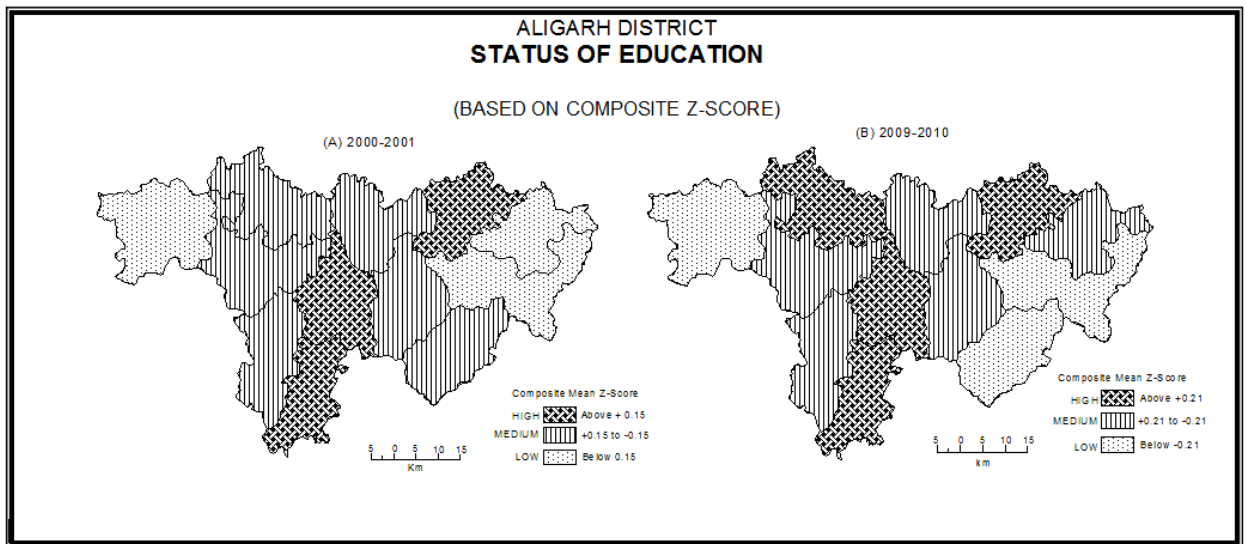 ALIGARH DISTRICT
STATUS OF EDUCATION
(BASED ON COMPOSITE Z-SCORE)
(A) 2000-2001
(B) 2009-2010
Composite Mean Z-Score
HIGH Above + 0.15
MEDIUM +0.15 to -0.15
LOW Below 0.15
5 0 5 10 15
Km
Composite Mean Z-Score
HIGH Above +0.21
MEDIUM +0.21 to -0.21
LOW Below -0.21
5 0 5 10 15
km